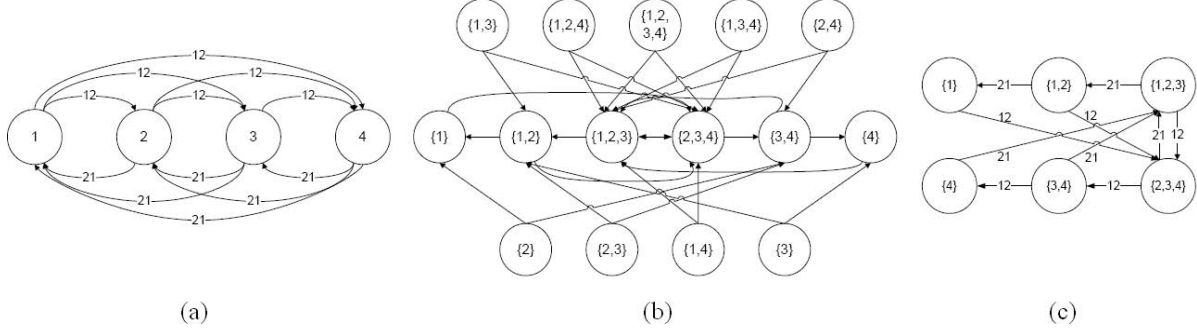 12
12 12
12 12 12
1 2 3 4
21 21 21
21 21
21
(a)
{1,3} {1,2,4} {1,2, {1,3,4} {2,4}
3,4}
{1} {1,2} {1,2,3} {2,3,4} {3,4} {4}
{2} {2,3} {1,4} {3}
(b)
{1} 21 {1,2} 21 {1,2,3}
12 12 21 12
21 21
{4} 12 {3,4} 12 {2,3,4}
(c)